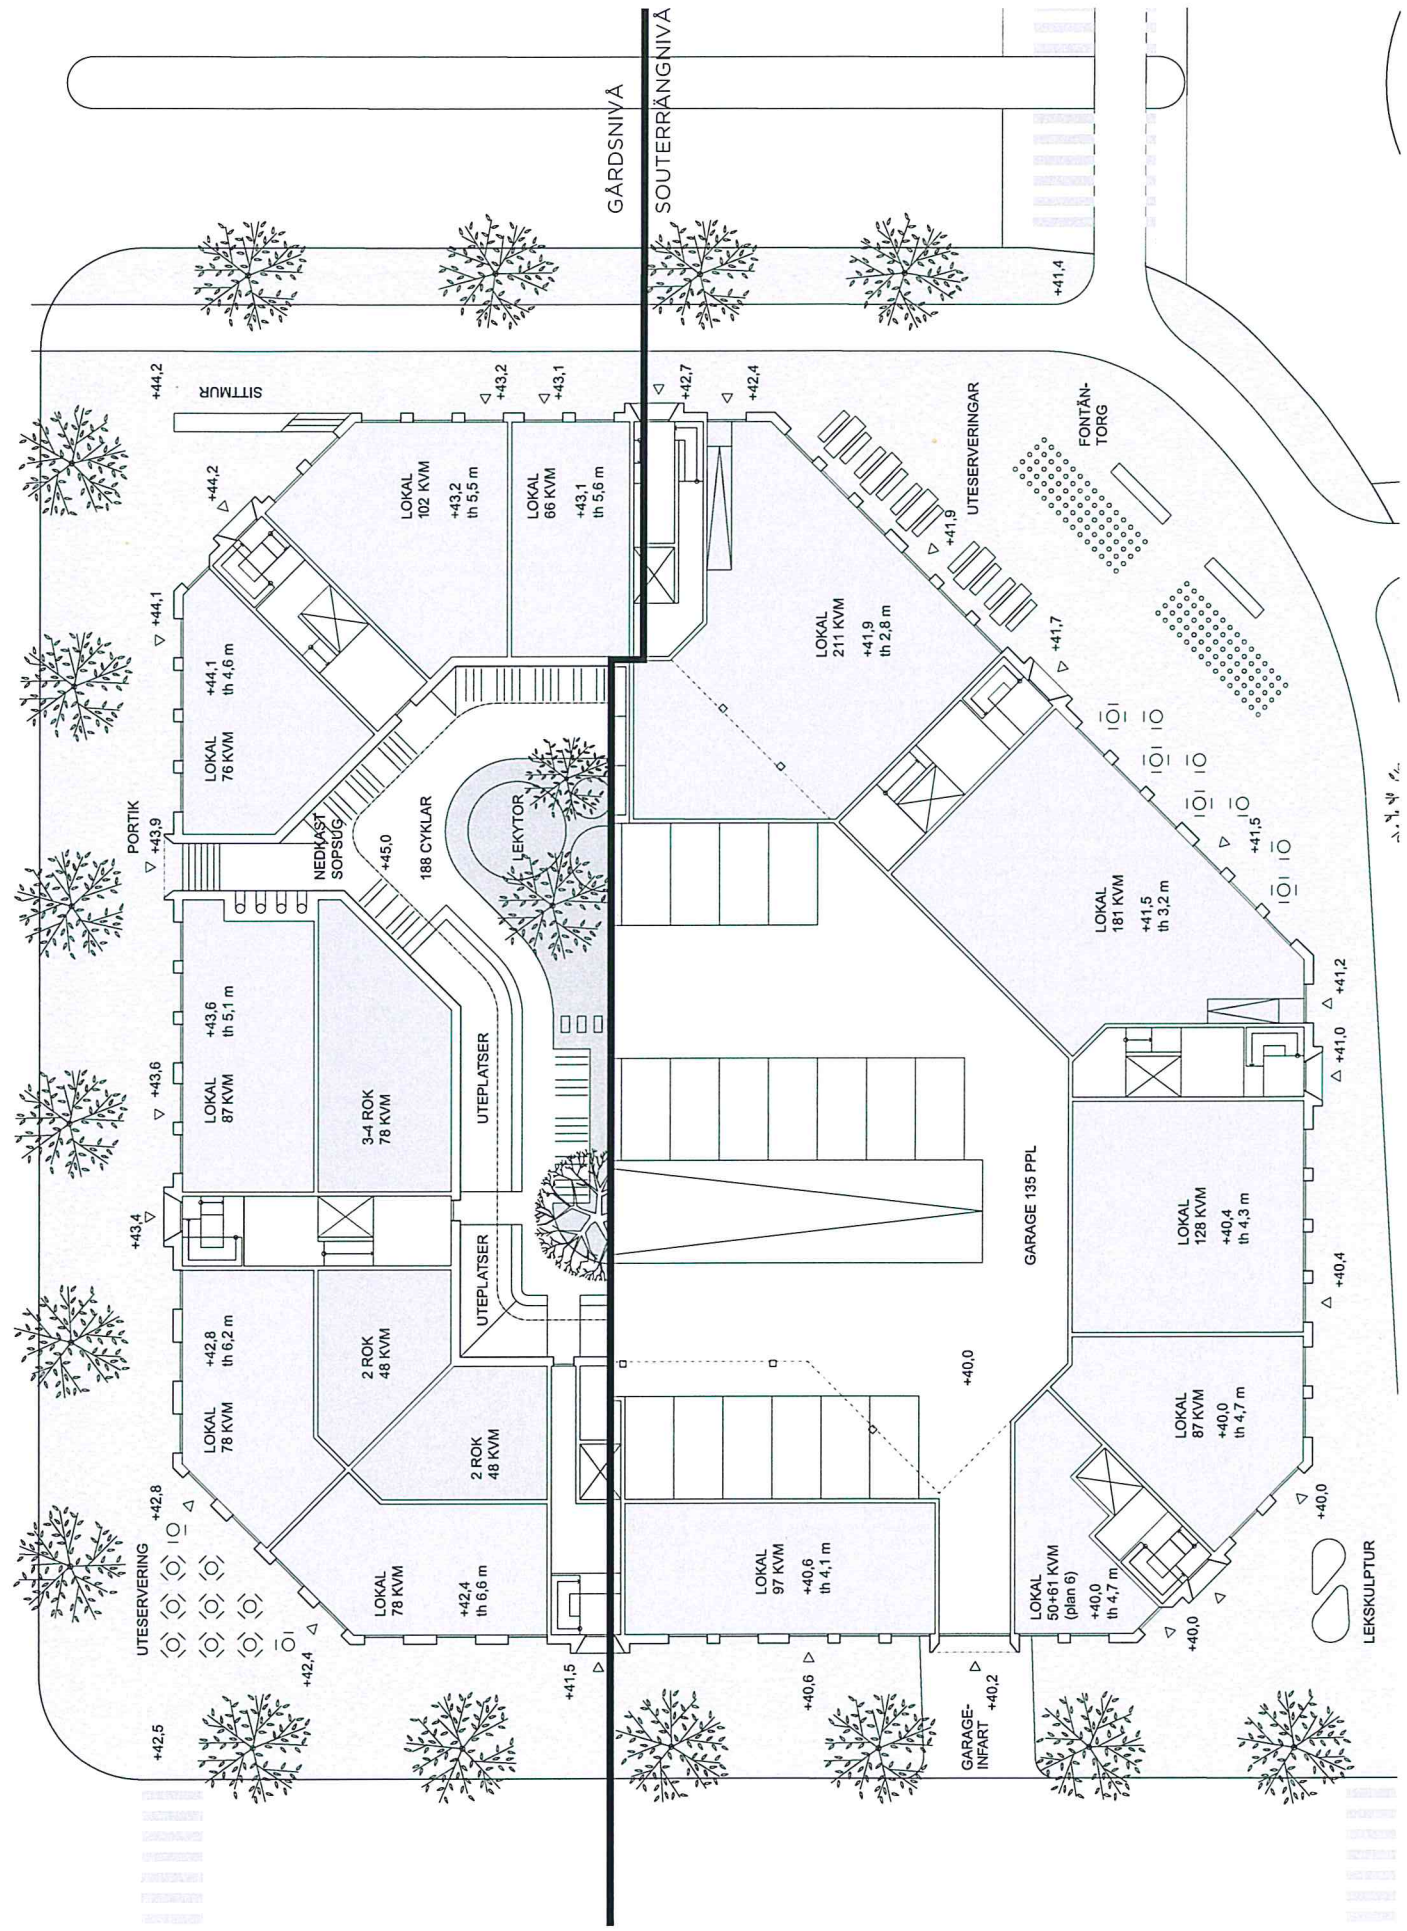 GÅRDSNIVÅ
SOUTERRÄNGNIVÅ
+44,2
SITTMUR
+43,2
+43,1
+42,7
+42,4
+41,4
+44,2
LOKAL
102 KVM
+43,2
th 5,5 m
LOKAL
66 KVM
+43,1
th 5,6 m
UTESERVERINGAR
FONTÄN-
TORG
+41,9
+44,1
+44,1
th 4,6 m
LOKAL
76 KVM
LOKAL
211 KVM
+41,9
th 2,8 m
+41,7
PORTIK
+43,9
NEDKAST
SOPSUG
+45,0
188 CYKLAR
LEKYTOR
+41,5
LOKAL
181 KVM
+41,5
th 3,2 m
+43,6
+43,6
th 5,1 m
LOKAL
87 KVM
3-4 ROK
78 KVM
UTEPLATSER
+41,2
+41,0
+43,4
UTEPLATSER
GARAGE 135 PPL
LOKAL
128 KVM
+40,4
th 4,3 m
+40,4
+42,8
th 6,2 m
LOKAL
78 KVM
2 ROK
48 KVM
2 ROK
48 KVM
+40,0
LOKAL
87 KVM
+40,0
th 4,7 m
+40,0
+42,8
UTESERVERING
+42,4
LOKAL
78 KVM
+42,4
th 6,6 m
+41,5
LOKAL
97 KVM
+40,6
th 4,1 m
+40,6
LOKAL
50+61 KVM
(plan 6)
+40,0
th 4,7 m
+40,0
LEKSKULPTUR
+42,5
GARAGE-
INFART
+40,2